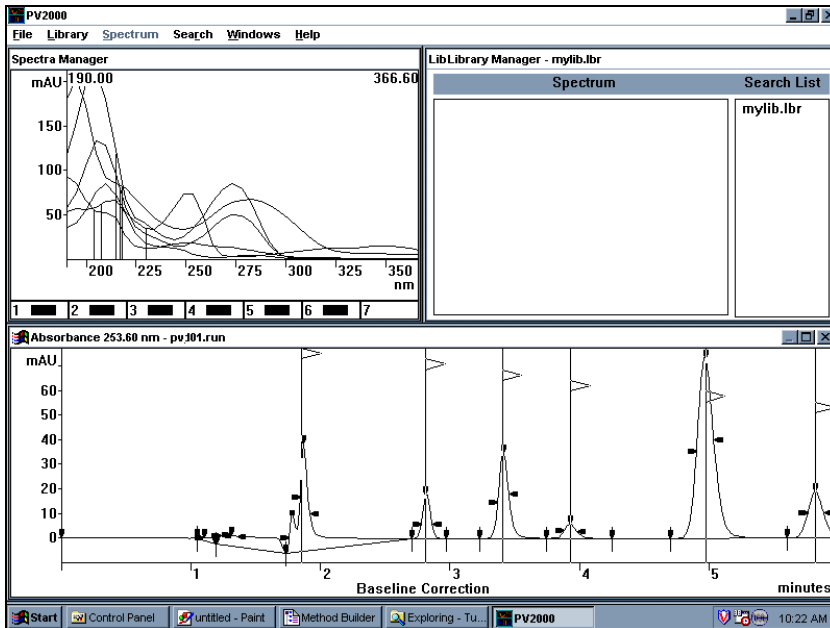 PV2000
File Library Spectrum Search Windows Help
Spectra Manager
mAU 190.00 366.60
150
100
50
200 225 250 275 300 325 350
nm
1 2 3 4 5 6 7
LibLibrary Manager - mylib.lbr
Spectrum Search List
mylib.lbr
Absorbance 253.60 nm - pvt01.run
mAU
60
50
40
30
20
10
0
1 2 3 4 5
Baseline Correction minutes
Start Control Panel untitled - Paint Method Builder Exploring - Tu... PV2000 10:22 AM